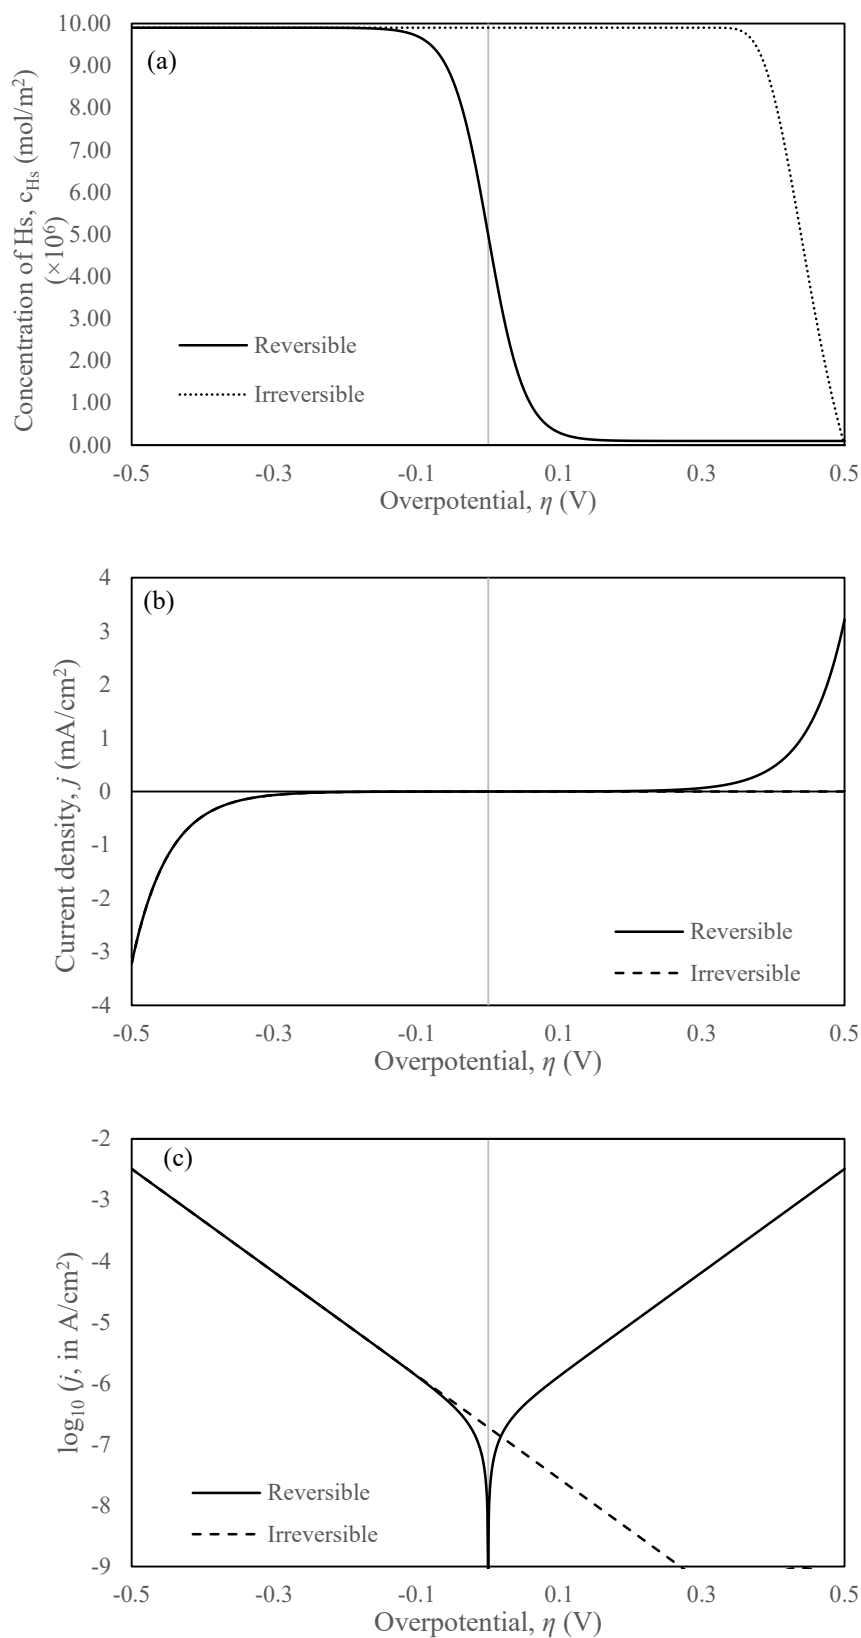 10.00
9.00
8.00
7.00
6.00
5.00
4.00
3.00
2.00
1.00
0.00
Concentration of Hs, c_Hs (mol/m²)
(×10⁶)
(a)
Reversible
Irreversible
-0.5 -0.3 -0.1 0.1 0.3 0.5
Overpotential, η (V)
4
3
2
1
0
-1
-2
-3
-4
Current density, j (mA/cm²)
(b)
Reversible
Irreversible
-0.5 -0.3 -0.1 0.1 0.3 0.5
Overpotential, η (V)
-2
-3
-4
-5
-6
-7
-8
-9
log₁₀ (j, in A/cm²)
(c)
Reversible
Irreversible
-0.5 -0.3 -0.1 0.1 0.3 0.5
Overpotential, η (V)